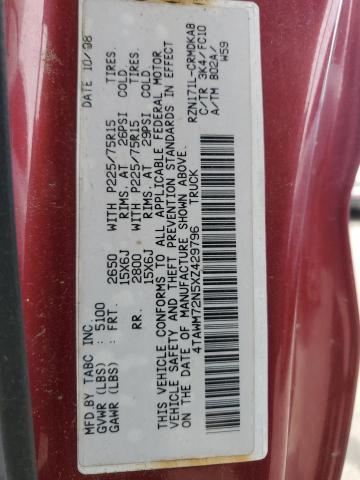 MFD.BY TABC INC. DATE 10/98
GVWR (LBS) : 5100
GAWR (LBS) : FRT. 2650 WITH P225/75R15 TIRES.
15X6J RIMS. AT 26PSI COLD
RR. 2800 WITH P225/75R15 TIRES.
15X6J RIMS. AT 29PSI COLD
THIS VEHICLE CONFORMS TO ALL APPLICABLE FEDERAL MOTOR
VEHICLE SAFETY AND THEFT PREVENTION STANDARDS IN EFFECT
ON THE DATE OF MANUFACTURE SHOWN ABOVE.
4TAWM72N5XZ429796 TRUCK
RZN171L-CRMDKAB
C/TR 3K4/FC10
A/TM B02A/
W59